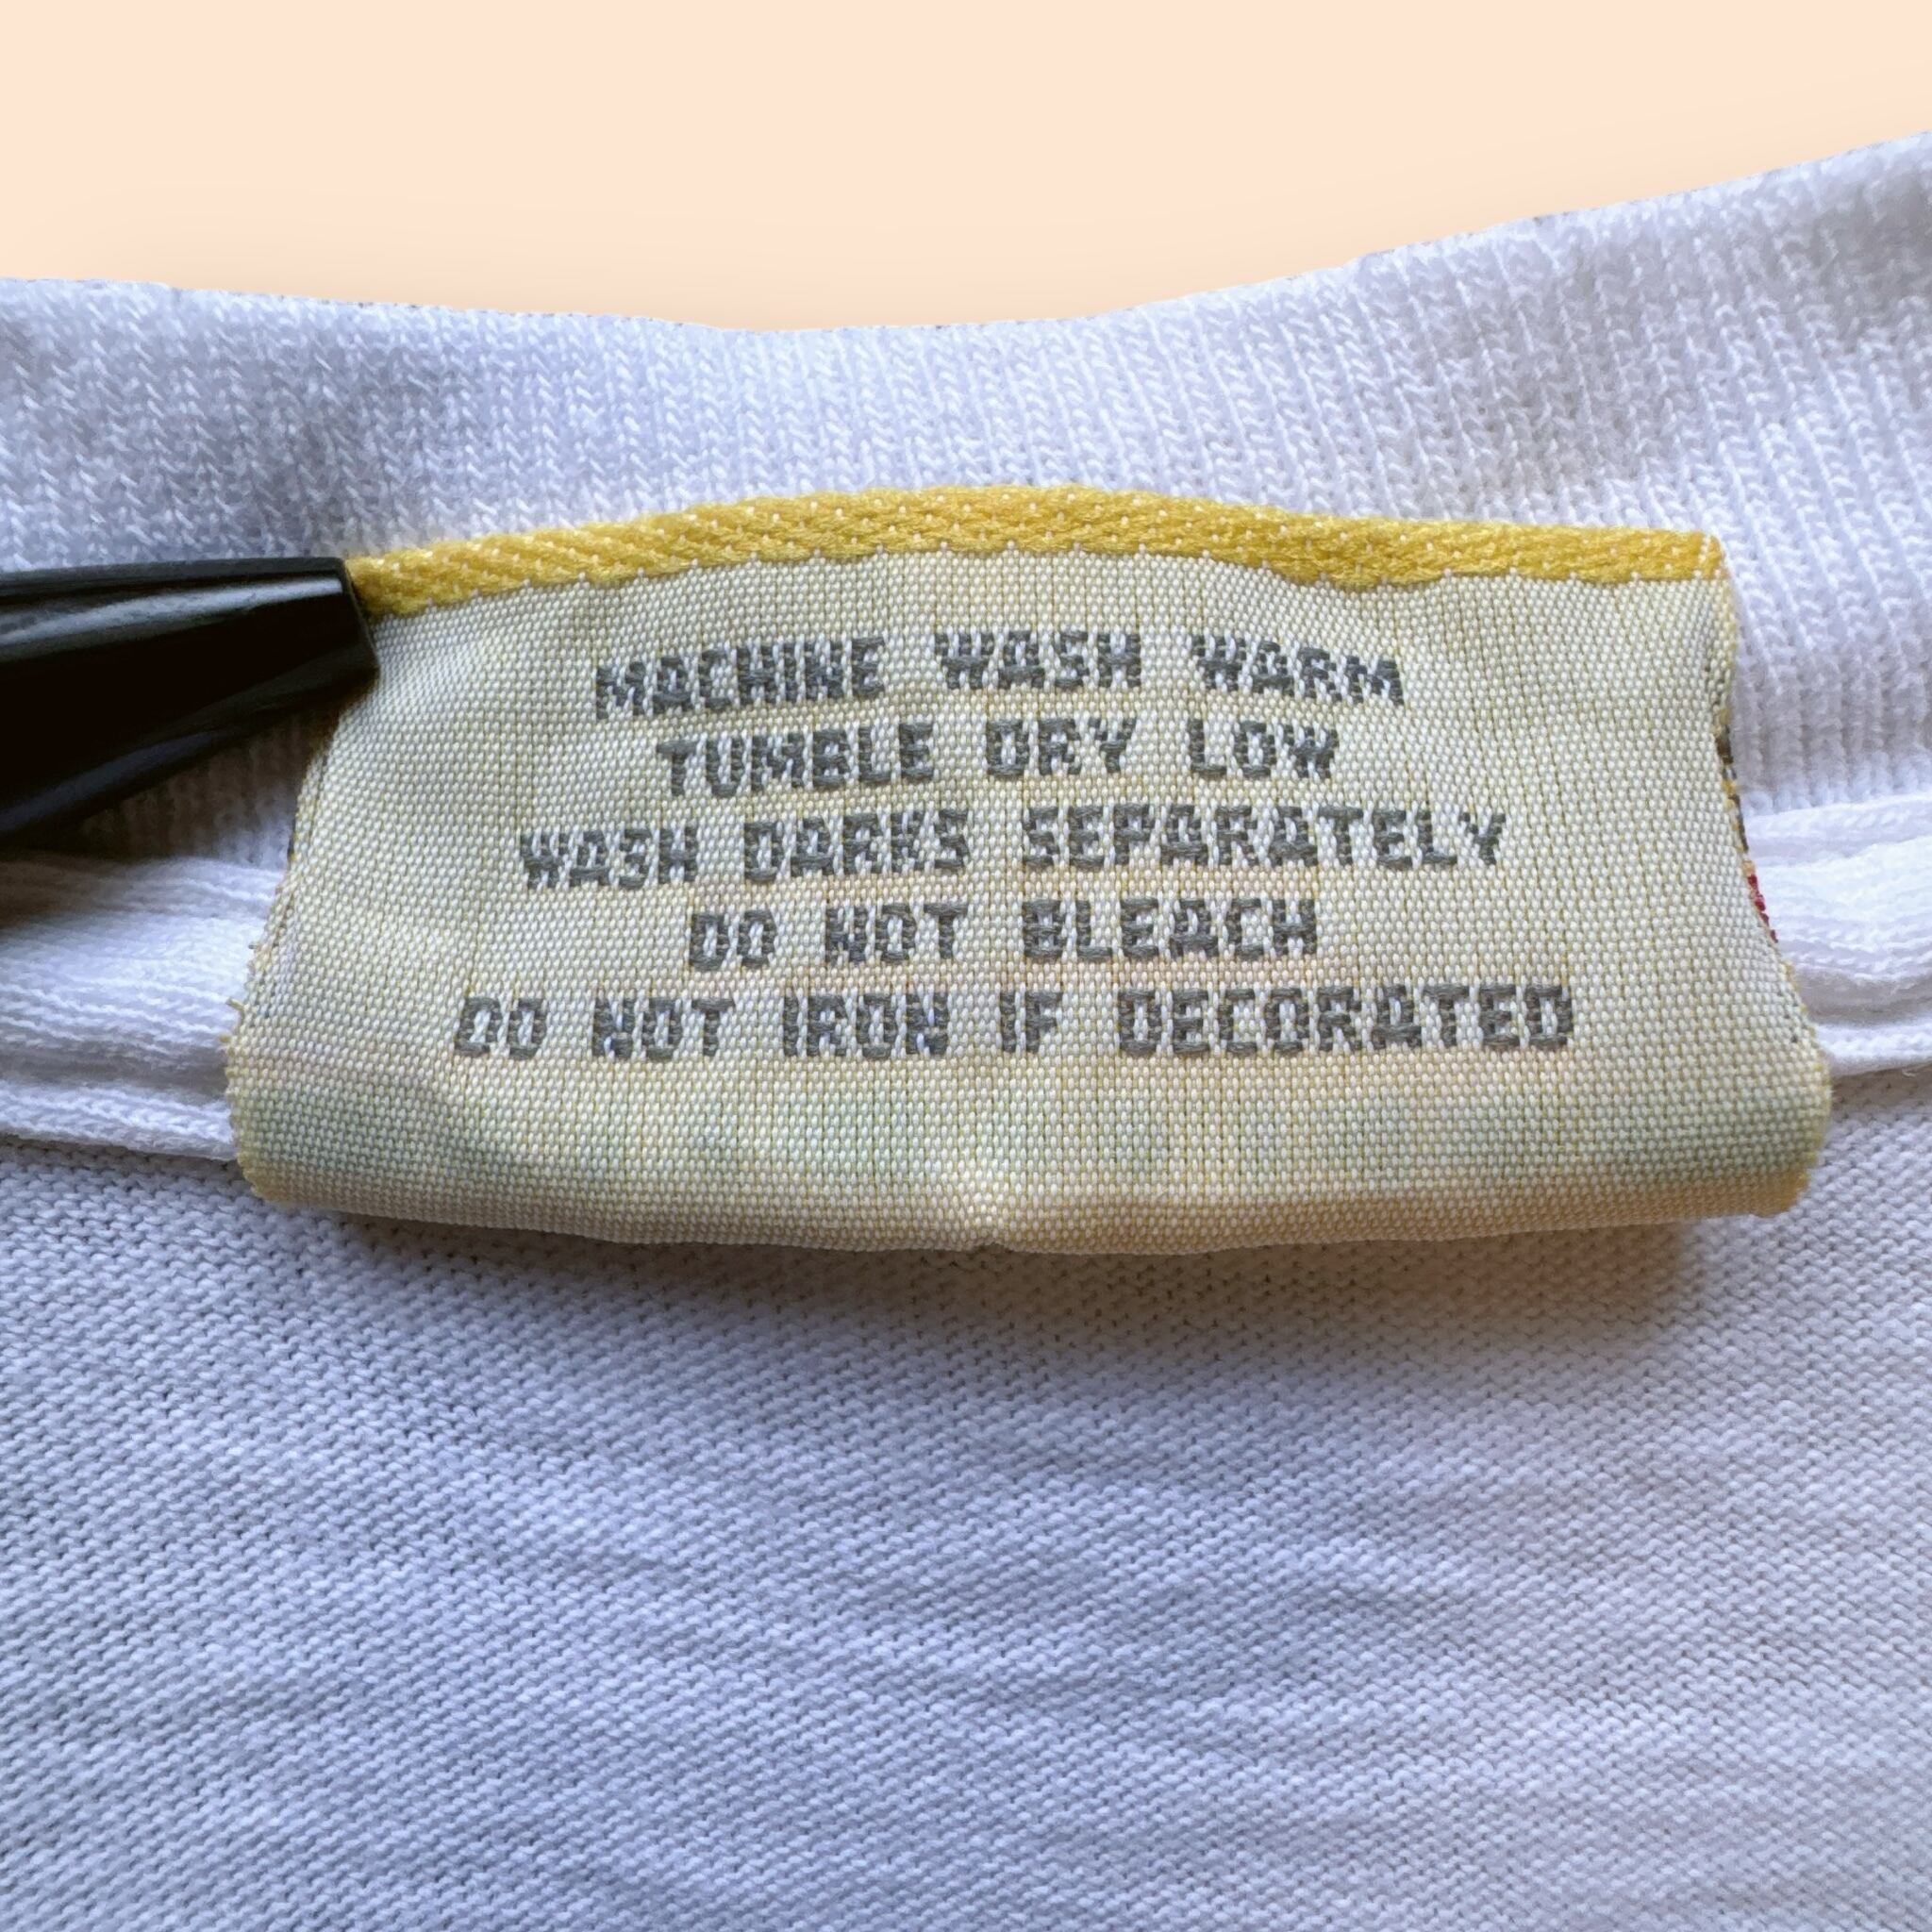 MACHINE WASH WARM
TUMBLE DRY LOW
WASH DARKS SEPARATELY
DO NOT BLEACH
DO NOT IRON IF DECORATED